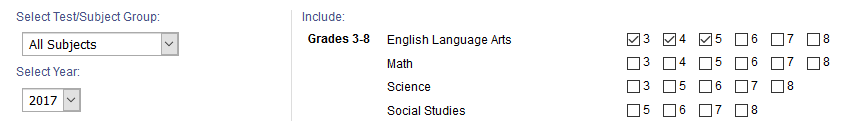 Select Test/Subject Group:
All Subjects
Select Year:
2017
Include:
Grades 3-8 English Language Arts 3 4 5 6 7 8
Math 3 4 5 6 7 8
Science 3 5 6 7 8
Social Studies 5 6 7 8